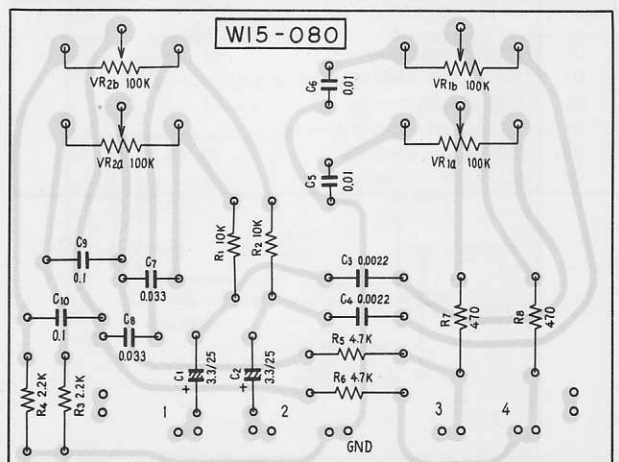 W15-080
VR2b 100K
C6 0.01
VR1b 100K
VR2a 100K
C5 0.01
VR1a 100K
R1 10K
R2 10K
C9
0.1
C7
0.033
C3 0.0022
C10
0.1
C8
0.033
C4 0.0022
R7
470
R8
470
R5 4.7K
C1
3.3/25
+
C2
3.3/25
+
R6 4.7K
R4 2.2K
R3 2.2K
1
2
3
4
GND